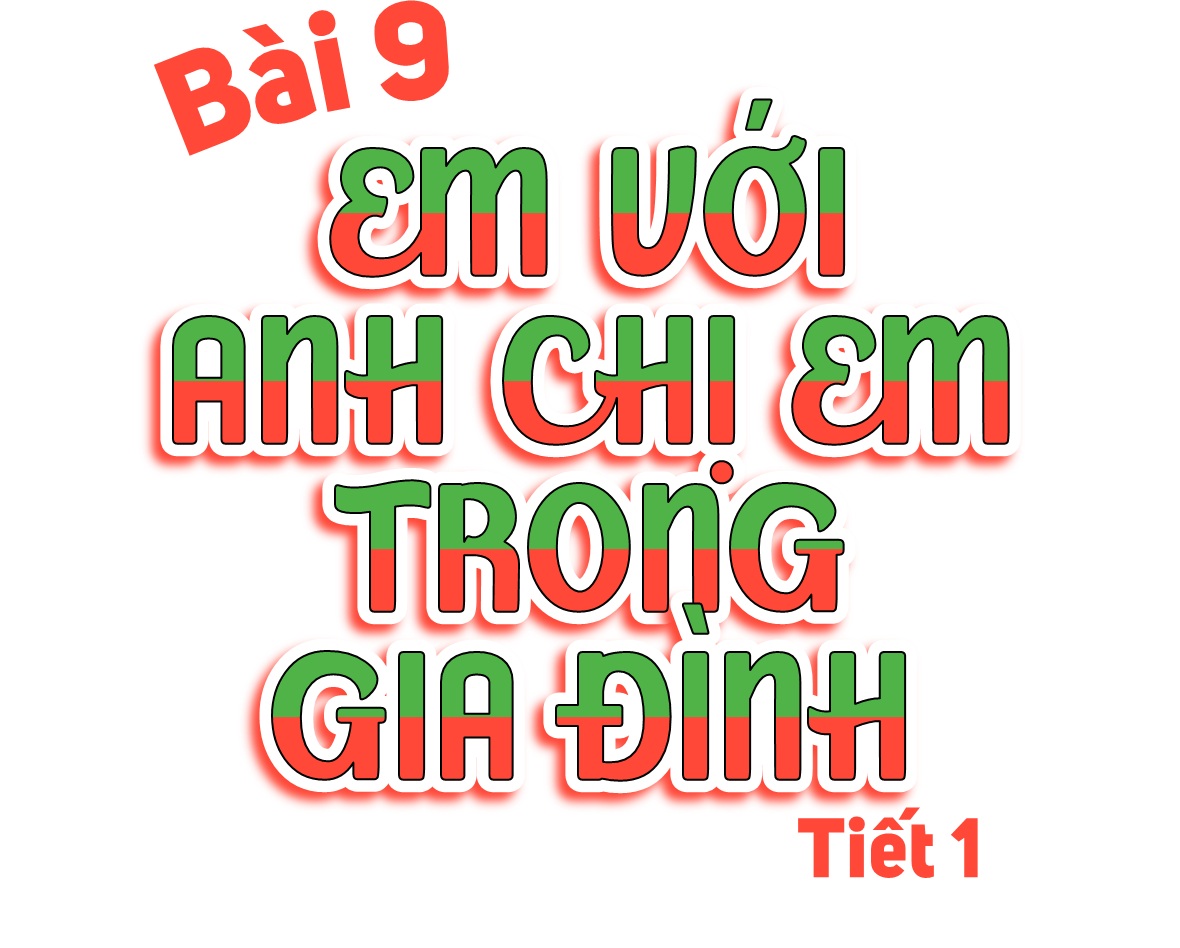 Bài 9
EM VỚI
ANH CHỊ EM
TRONG
GIA ĐÌNH
Tiết 1